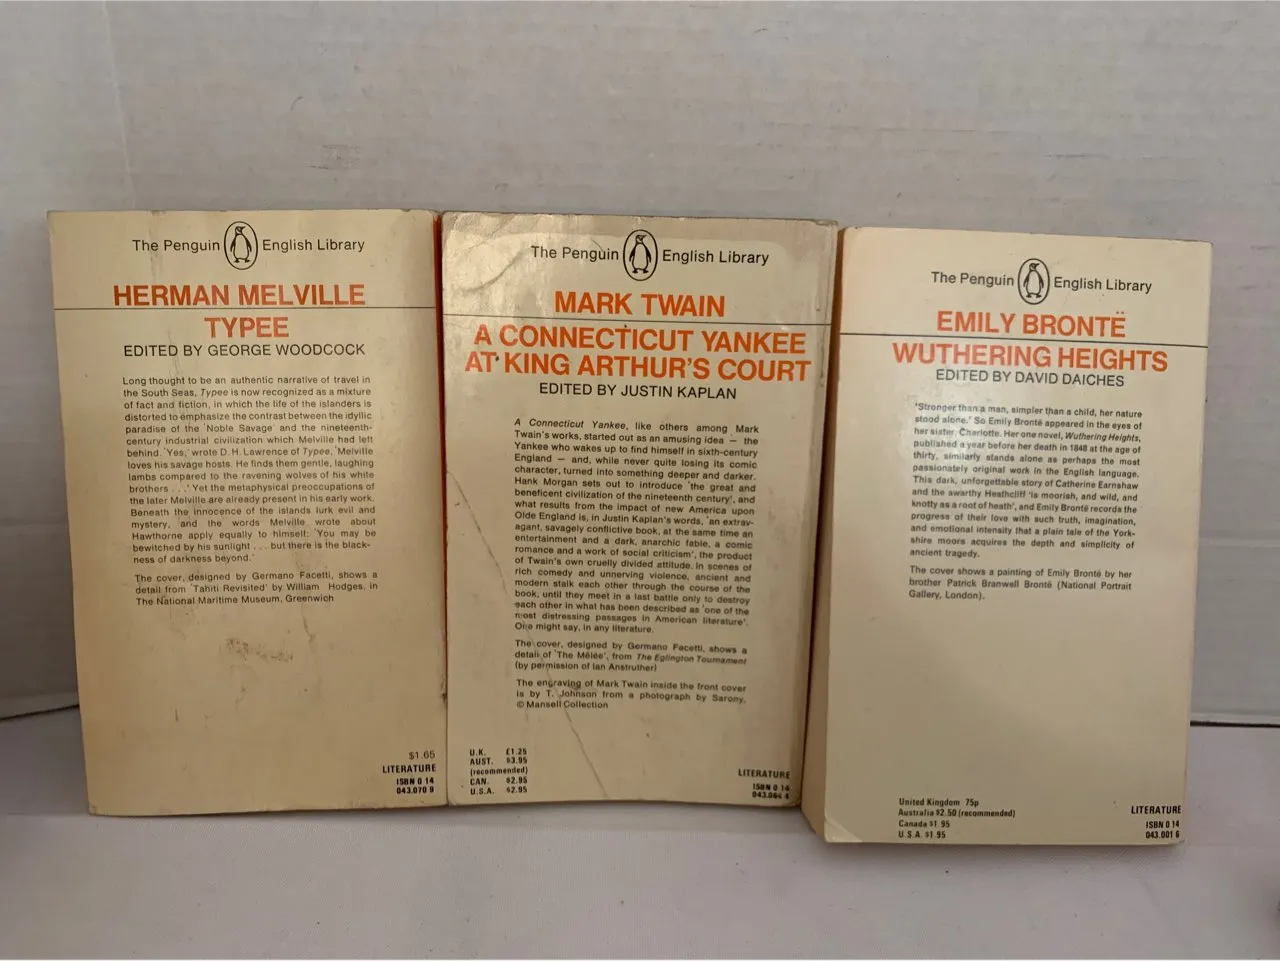 The Penguin English Library
HERMAN MELVILLE
TYPEE
EDITED BY GEORGE WOODCOCK
Long thought to be an authentic narrative of travel in
the South Seas, Typee is now recognized as a mixture
of fact and fiction, in which the life of the islanders is
distorted to emphasize the contrast between the idyllic
paradise of the 'Noble Savage' and the nineteenth-
century industrial civilization which Melville had left
behind. 'Yes,' wrote D. H. Lawrence of Typee, 'Melville
loves his savage hosts. He finds them gentle, laughing
lambs compared to the ravening wolves of his white
brothers . . .' Yet the metaphysical preoccupations of
the later Melville are already present in his early work.
Beneath the innocence of the islands lurk evil and
mystery, and the words Melville wrote about
Hawthorne apply equally to himself: 'You may be
bewitched by his sunlight . . . but there is the black-
ness of darkness beyond.'
The cover, designed by Germano Facetti, shows a
detail from 'Tahiti Revisited' by William Hodges, in
The National Maritime Museum, Greenwich
$1.65
LITERATURE
ISBN 0 14
043.070 9
The Penguin English Library
MARK TWAIN
A CONNECTICUT YANKEE
AT KING ARTHUR'S COURT
EDITED BY JUSTIN KAPLAN
A Connecticut Yankee, like others among Mark
Twain's works, started out as an amusing idea – the
Yankee who wakes up to find himself in sixth-century
England – and, while never quite losing its comic
character, turned into something deeper and darker.
Hank Morgan sets out to introduce 'the great and
beneficent civilization of the nineteenth century', and
what results from the impact of new America upon
Olde England is, in Justin Kaplan's words, 'an extrav-
agant, savagely conflictive book, at the same time an
entertainment and a dark, anarchic fable, a comic
romance and a work of social criticism', the product
of Twain's own cruelly divided attitude. In scenes of
rich comedy and unnerving violence, ancient and
modern stalk each other through the course of the
book, until they meet in a last battle only to destroy
each other in what has been described as 'one of the
most distressing passages in American literature'.
One might say, in any literature.
The cover, designed by Germano Facetti, shows a
detail of 'The Mêlée', from The Eglington Tournament
(by permission of Ian Anstruther)
The engraving of Mark Twain inside the front cover
is by T. Johnson from a photograph by Sarony,
© Mansell Collection
U.K. £1.25
AUST. $3.95
(recommended)
CAN. $2.95
U.S.A. $2.95
LITERATURE
ISBN 0 14
043.064 4
The Penguin English Library
EMILY BRONTË
WUTHERING HEIGHTS
EDITED BY DAVID DAICHES
'Stronger than a man, simpler than a child, her nature
stood alone.' So Emily Brontë appeared in the eyes of
her sister, Charlotte. Her one novel, Wuthering Heights,
published a year before her death in 1848 at the age of
thirty, similarly stands alone as perhaps the most
passionately original work in the English language.
This dark, unforgettable story of Catherine Earnshaw
and the swarthy Heathcliff 'is moorish, and wild, and
knotty as a root of heath', and Emily Brontë records the
progress of their love with such truth, imagination,
and emotional intensity that a plain tale of the York-
shire moors acquires the depth and simplicity of
ancient tragedy.
The cover shows a painting of Emily Brontë by her
brother Patrick Branwell Brontë (National Portrait
Gallery, London).
United Kingdom 75p
Australia $2.50 (recommended)
Canada $1 95
U.S.A. $1.95
LITERATURE
ISBN 0 14
043.001 6